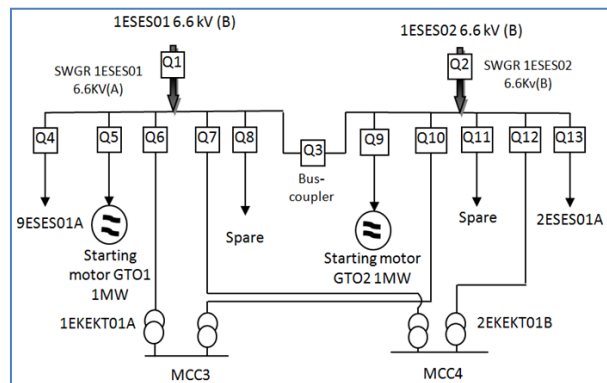 1ESES01 6.6 kV (B)
1ESES02 6.6 kV (B)
Q1
Q2
SWGR 1ESES01
6.6KV(A)
SWGR 1ESES02
6.6Kv(B)
Q4
Q5
Q6
Q7
Q8
Q3
Q9
Q10
Q11
Q12
Q13
Bus-
coupler
9ESES01A
Starting
motor GTO1
1MW
Spare
Starting motor
GTO2 1MW
Spare
2ESES01A
1EKEKT01A
2EKEKT01B
MCC3
MCC4